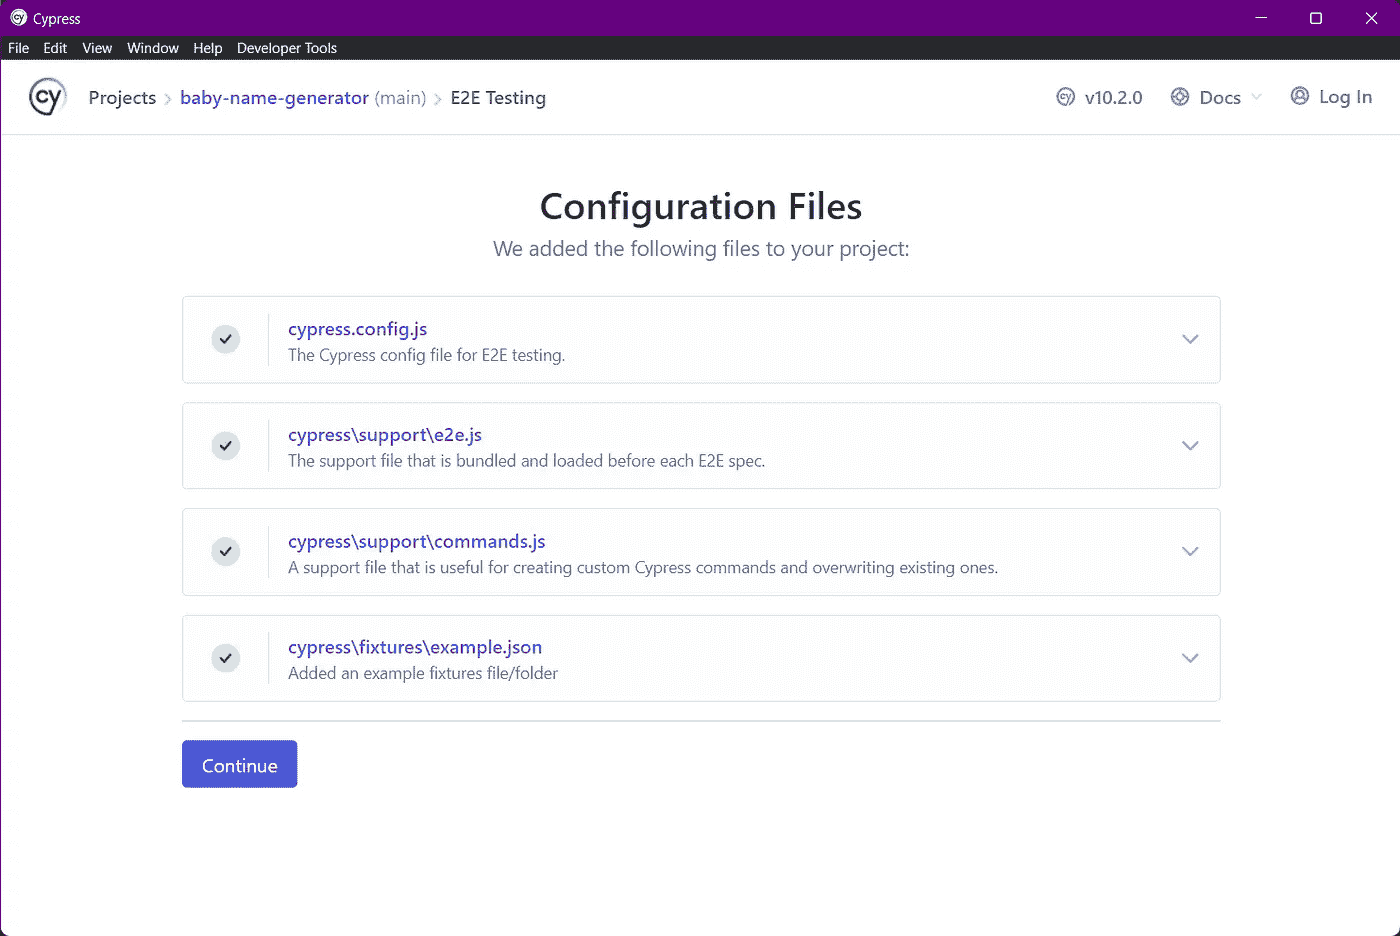 cy Cypress
File Edit View Window Help Developer Tools
cy Projects > baby-name-generator (main) > E2E Testing cy v10.2.0 Docs Log In
Configuration Files
We added the following files to your project:
cypress.config.js
The Cypress config file for E2E testing.
cypress\support\e2e.js
The support file that is bundled and loaded before each E2E spec.
cypress\support\commands.js
A support file that is useful for creating custom Cypress commands and overwriting existing ones.
cypress\fixtures\example.json
Added an example fixtures file/folder
Continue